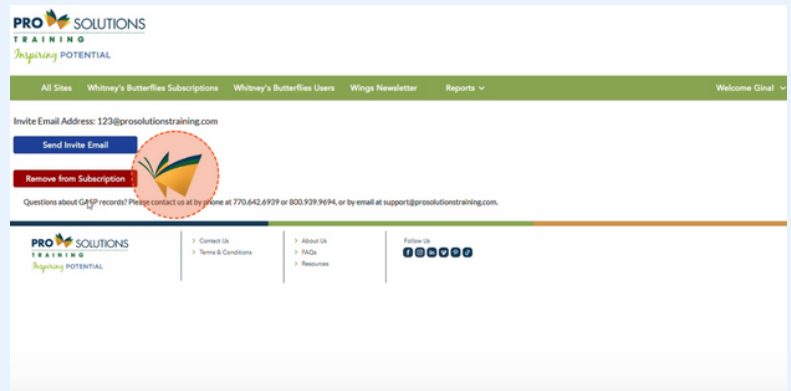 PRO SOLUTIONS
TRAINING
Inspiring POTENTIAL
All Sites Whitney's Butterflies Subscriptions Whitney's Butterflies Users Wings Newsletter Reports Welcome Gina!
Invite Email Address: 123@prosolutionstraining.com
Send Invite Email
Remove from Subscription
Questions about GASP records? Please contact us at by phone at 770.642.6939 or 800.939.9694, or by email at support@prosolutionstraining.com.
PRO SOLUTIONS
TRAINING
Inspiring POTENTIAL
> Contact Us
> Terms & Conditions
> About Us
> FAQs
> Resources
Follow Us